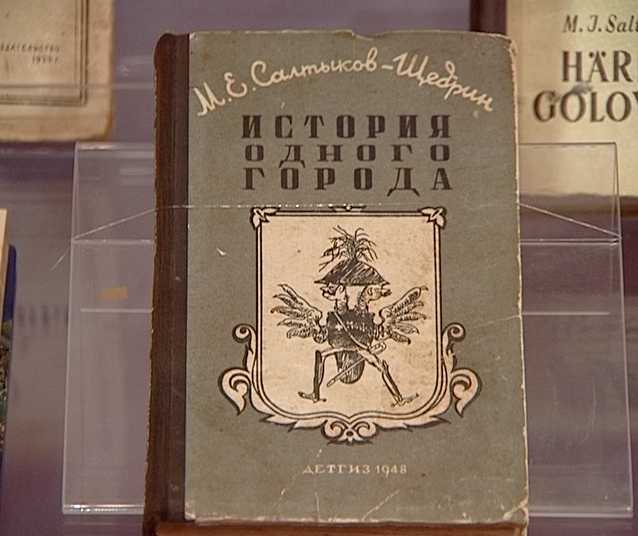 М. Е. Салтыков-Щедрин
ИСТОРИЯ
ОДНОГО
ГОРОДА
ДЕТГИЗ 1948
M. J. Salt
HÄR
GOLOV